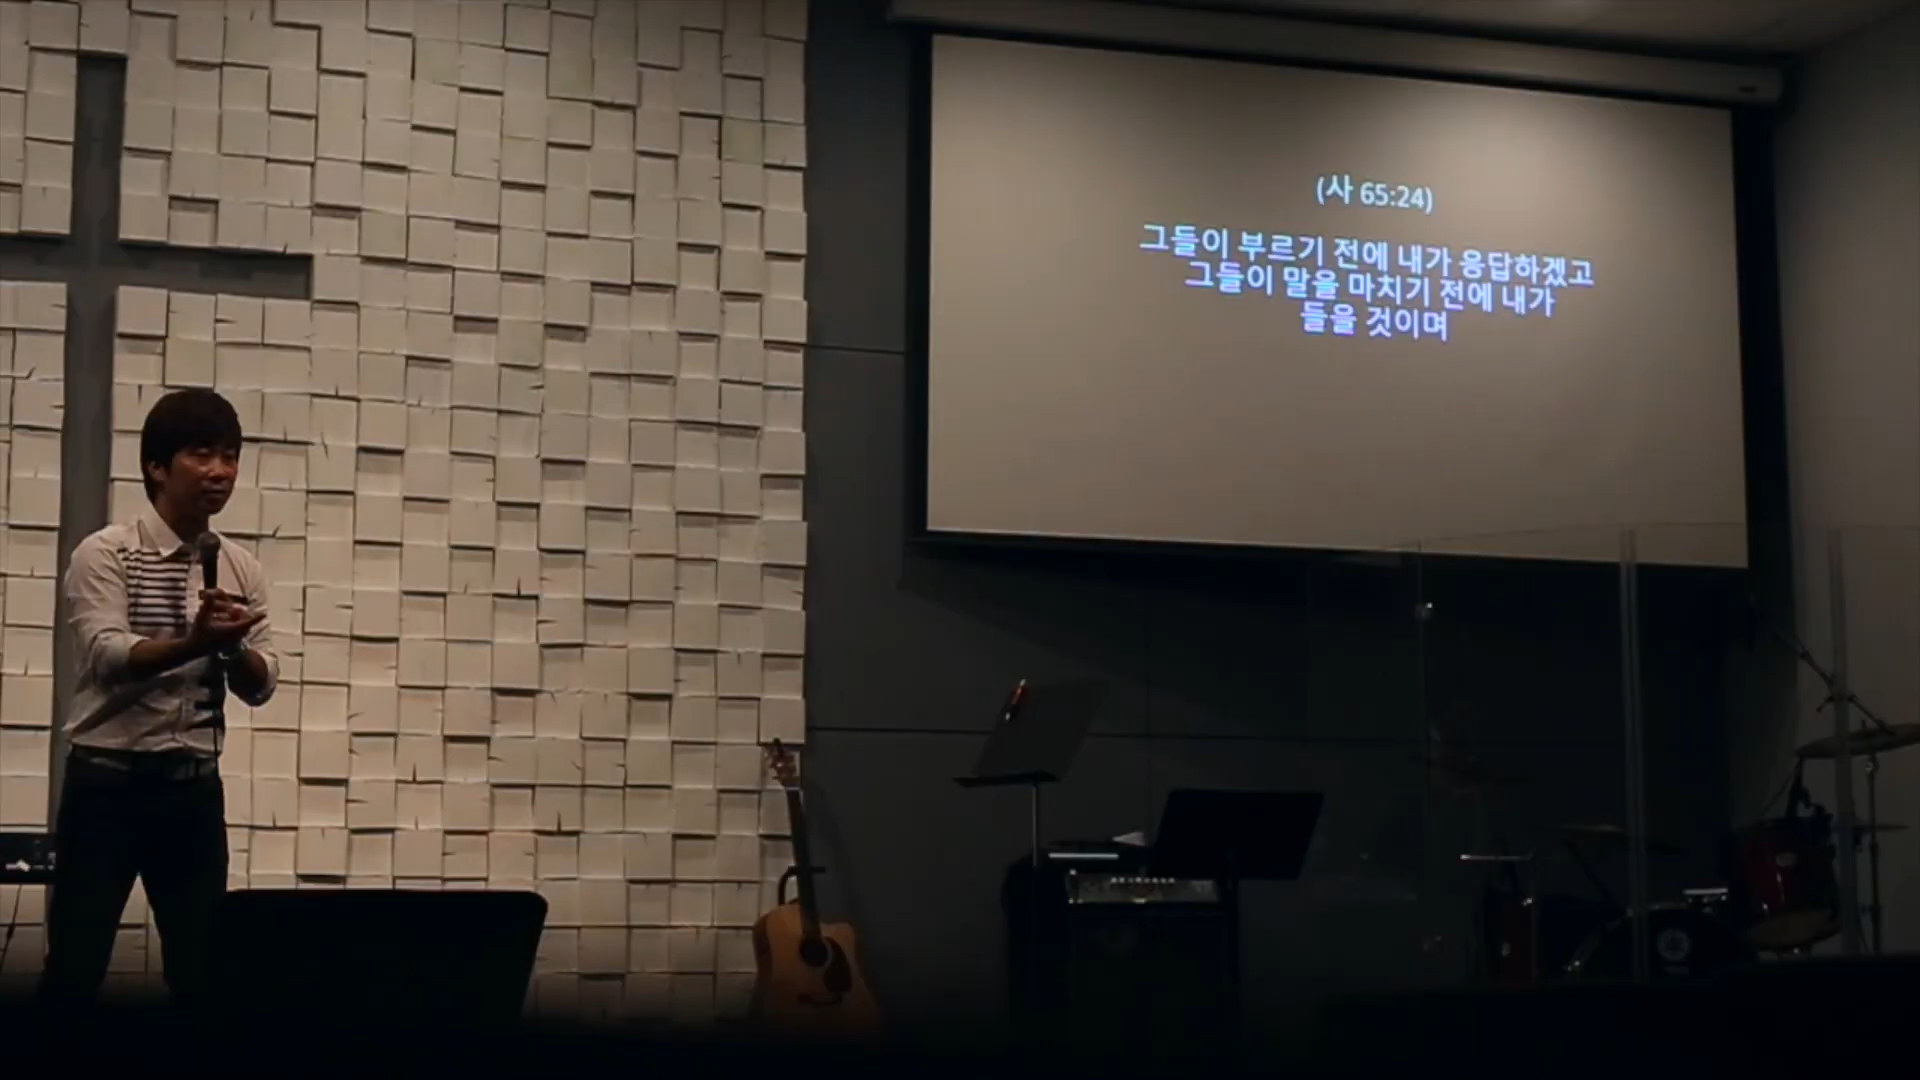 (사 65:24)
그들이 부르기 전에 내가 응답하겠고
그들이 말을 마치기 전에 내가
들을 것이며